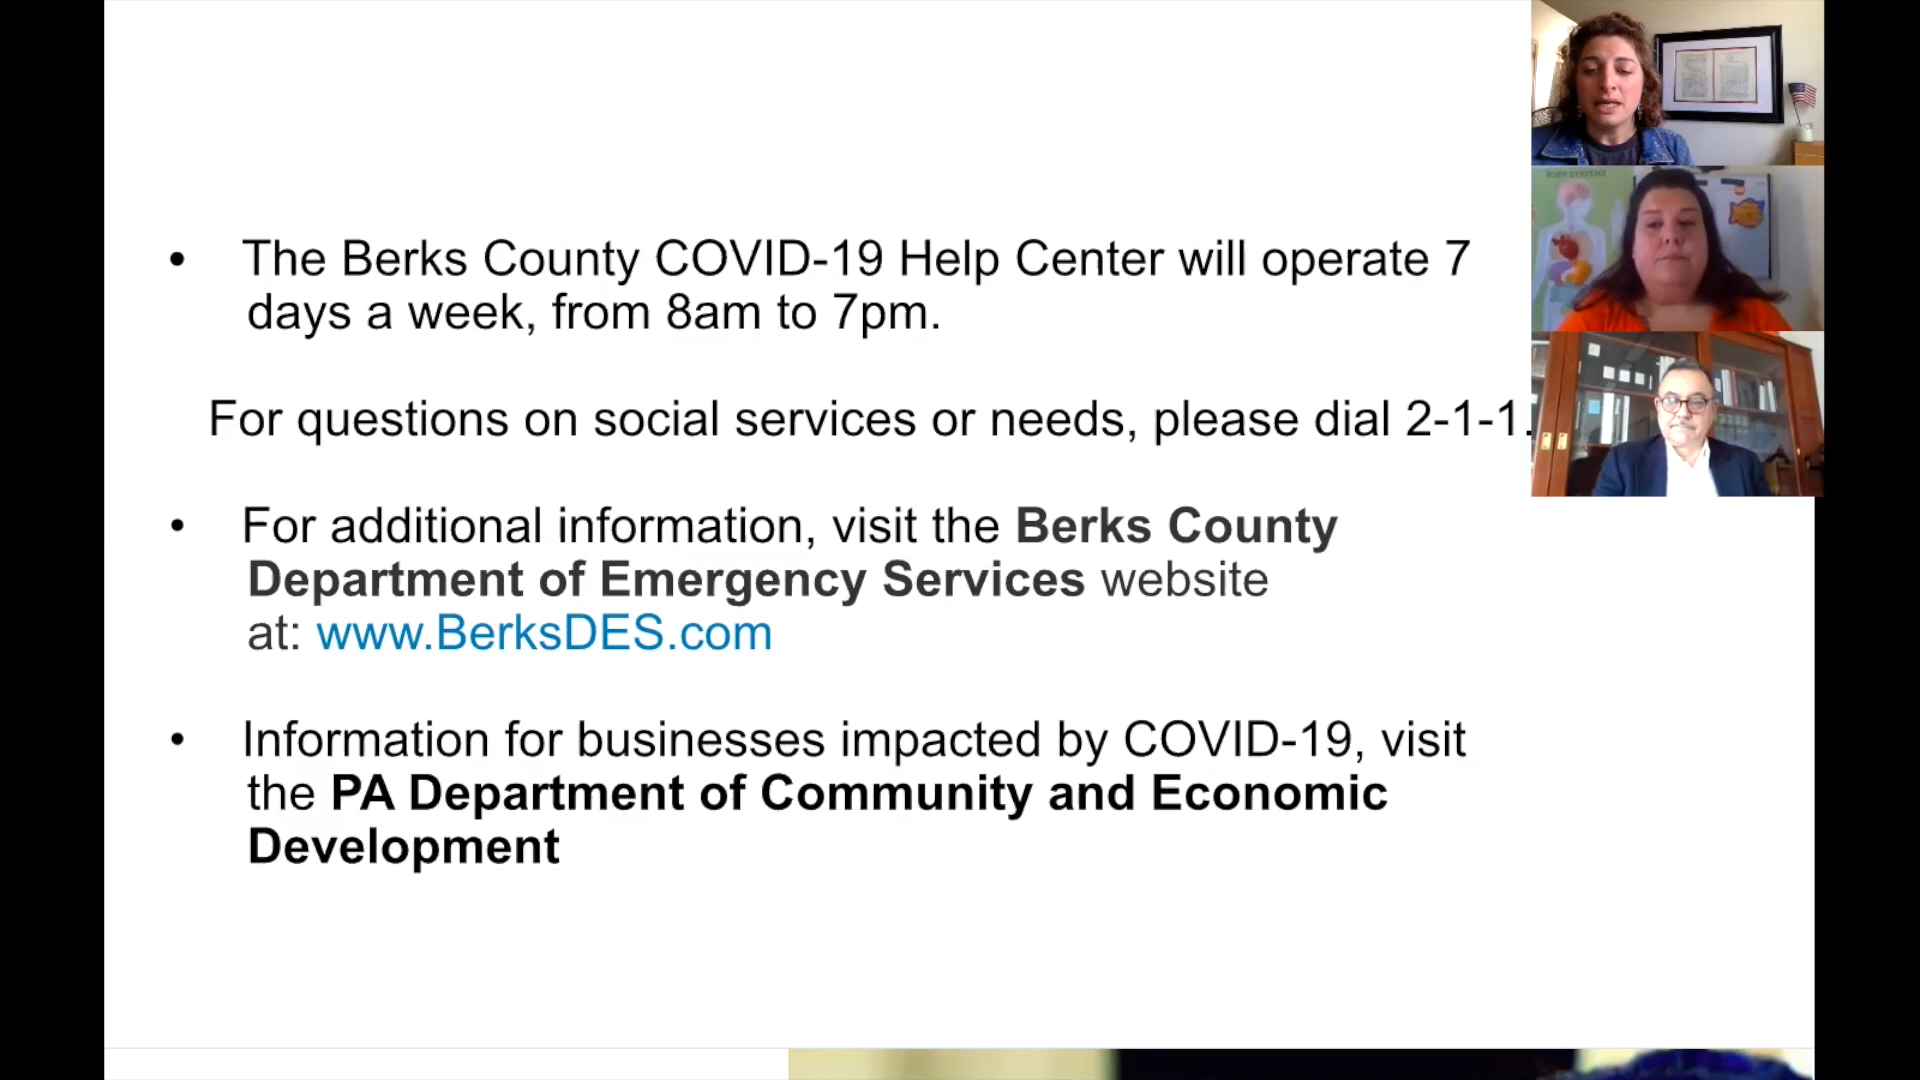 • The Berks County COVID-19 Help Center will operate 7
days a week, from 8am to 7pm.
For questions on social services or needs, please dial 2-1-1.
• For additional information, visit the Berks County
Department of Emergency Services website
at: www.BerksDES.com
• Information for businesses impacted by COVID-19, visit
the PA Department of Community and Economic
Development
BODY SYSTEMS